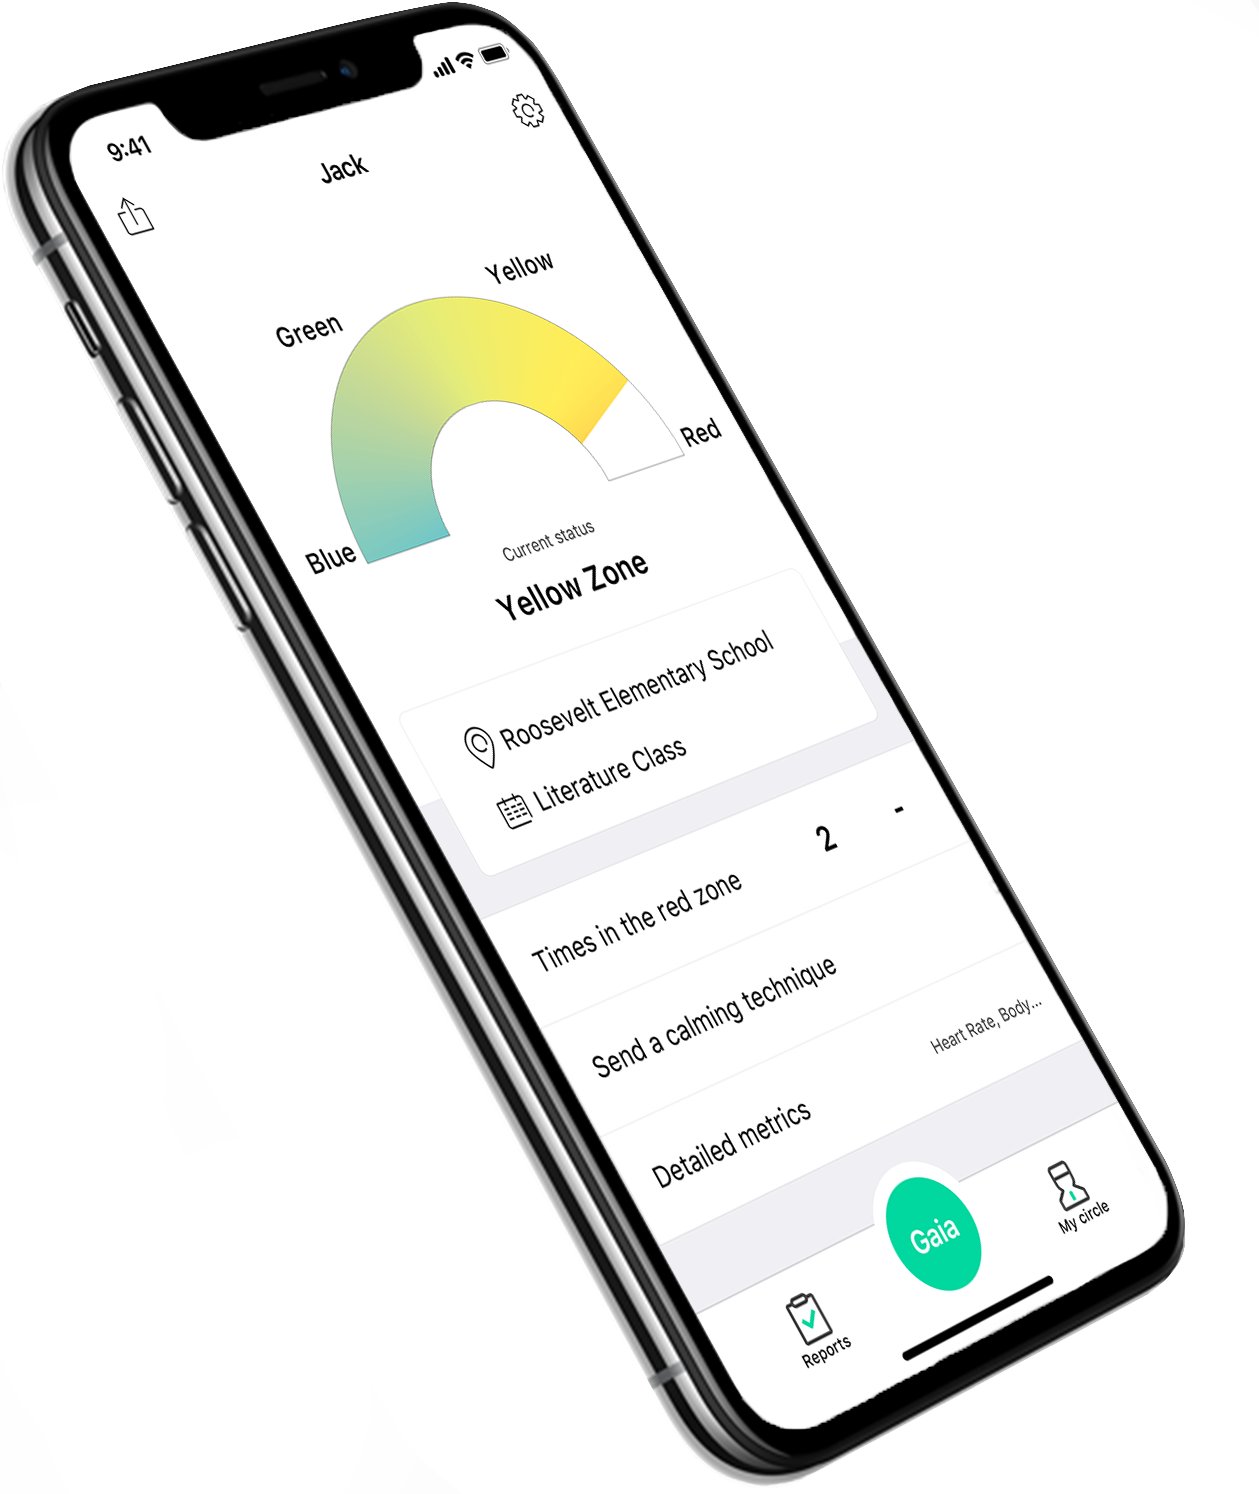 9:41
Jack
Yellow
Green
Red
Blue
Current status
Yellow Zone
Roosevelt Elementary School
Literature Class
Times in the red zone 2 -
Send a calming technique
Detailed metrics Heart Rate, Body...
Reports
Gaia
My circle